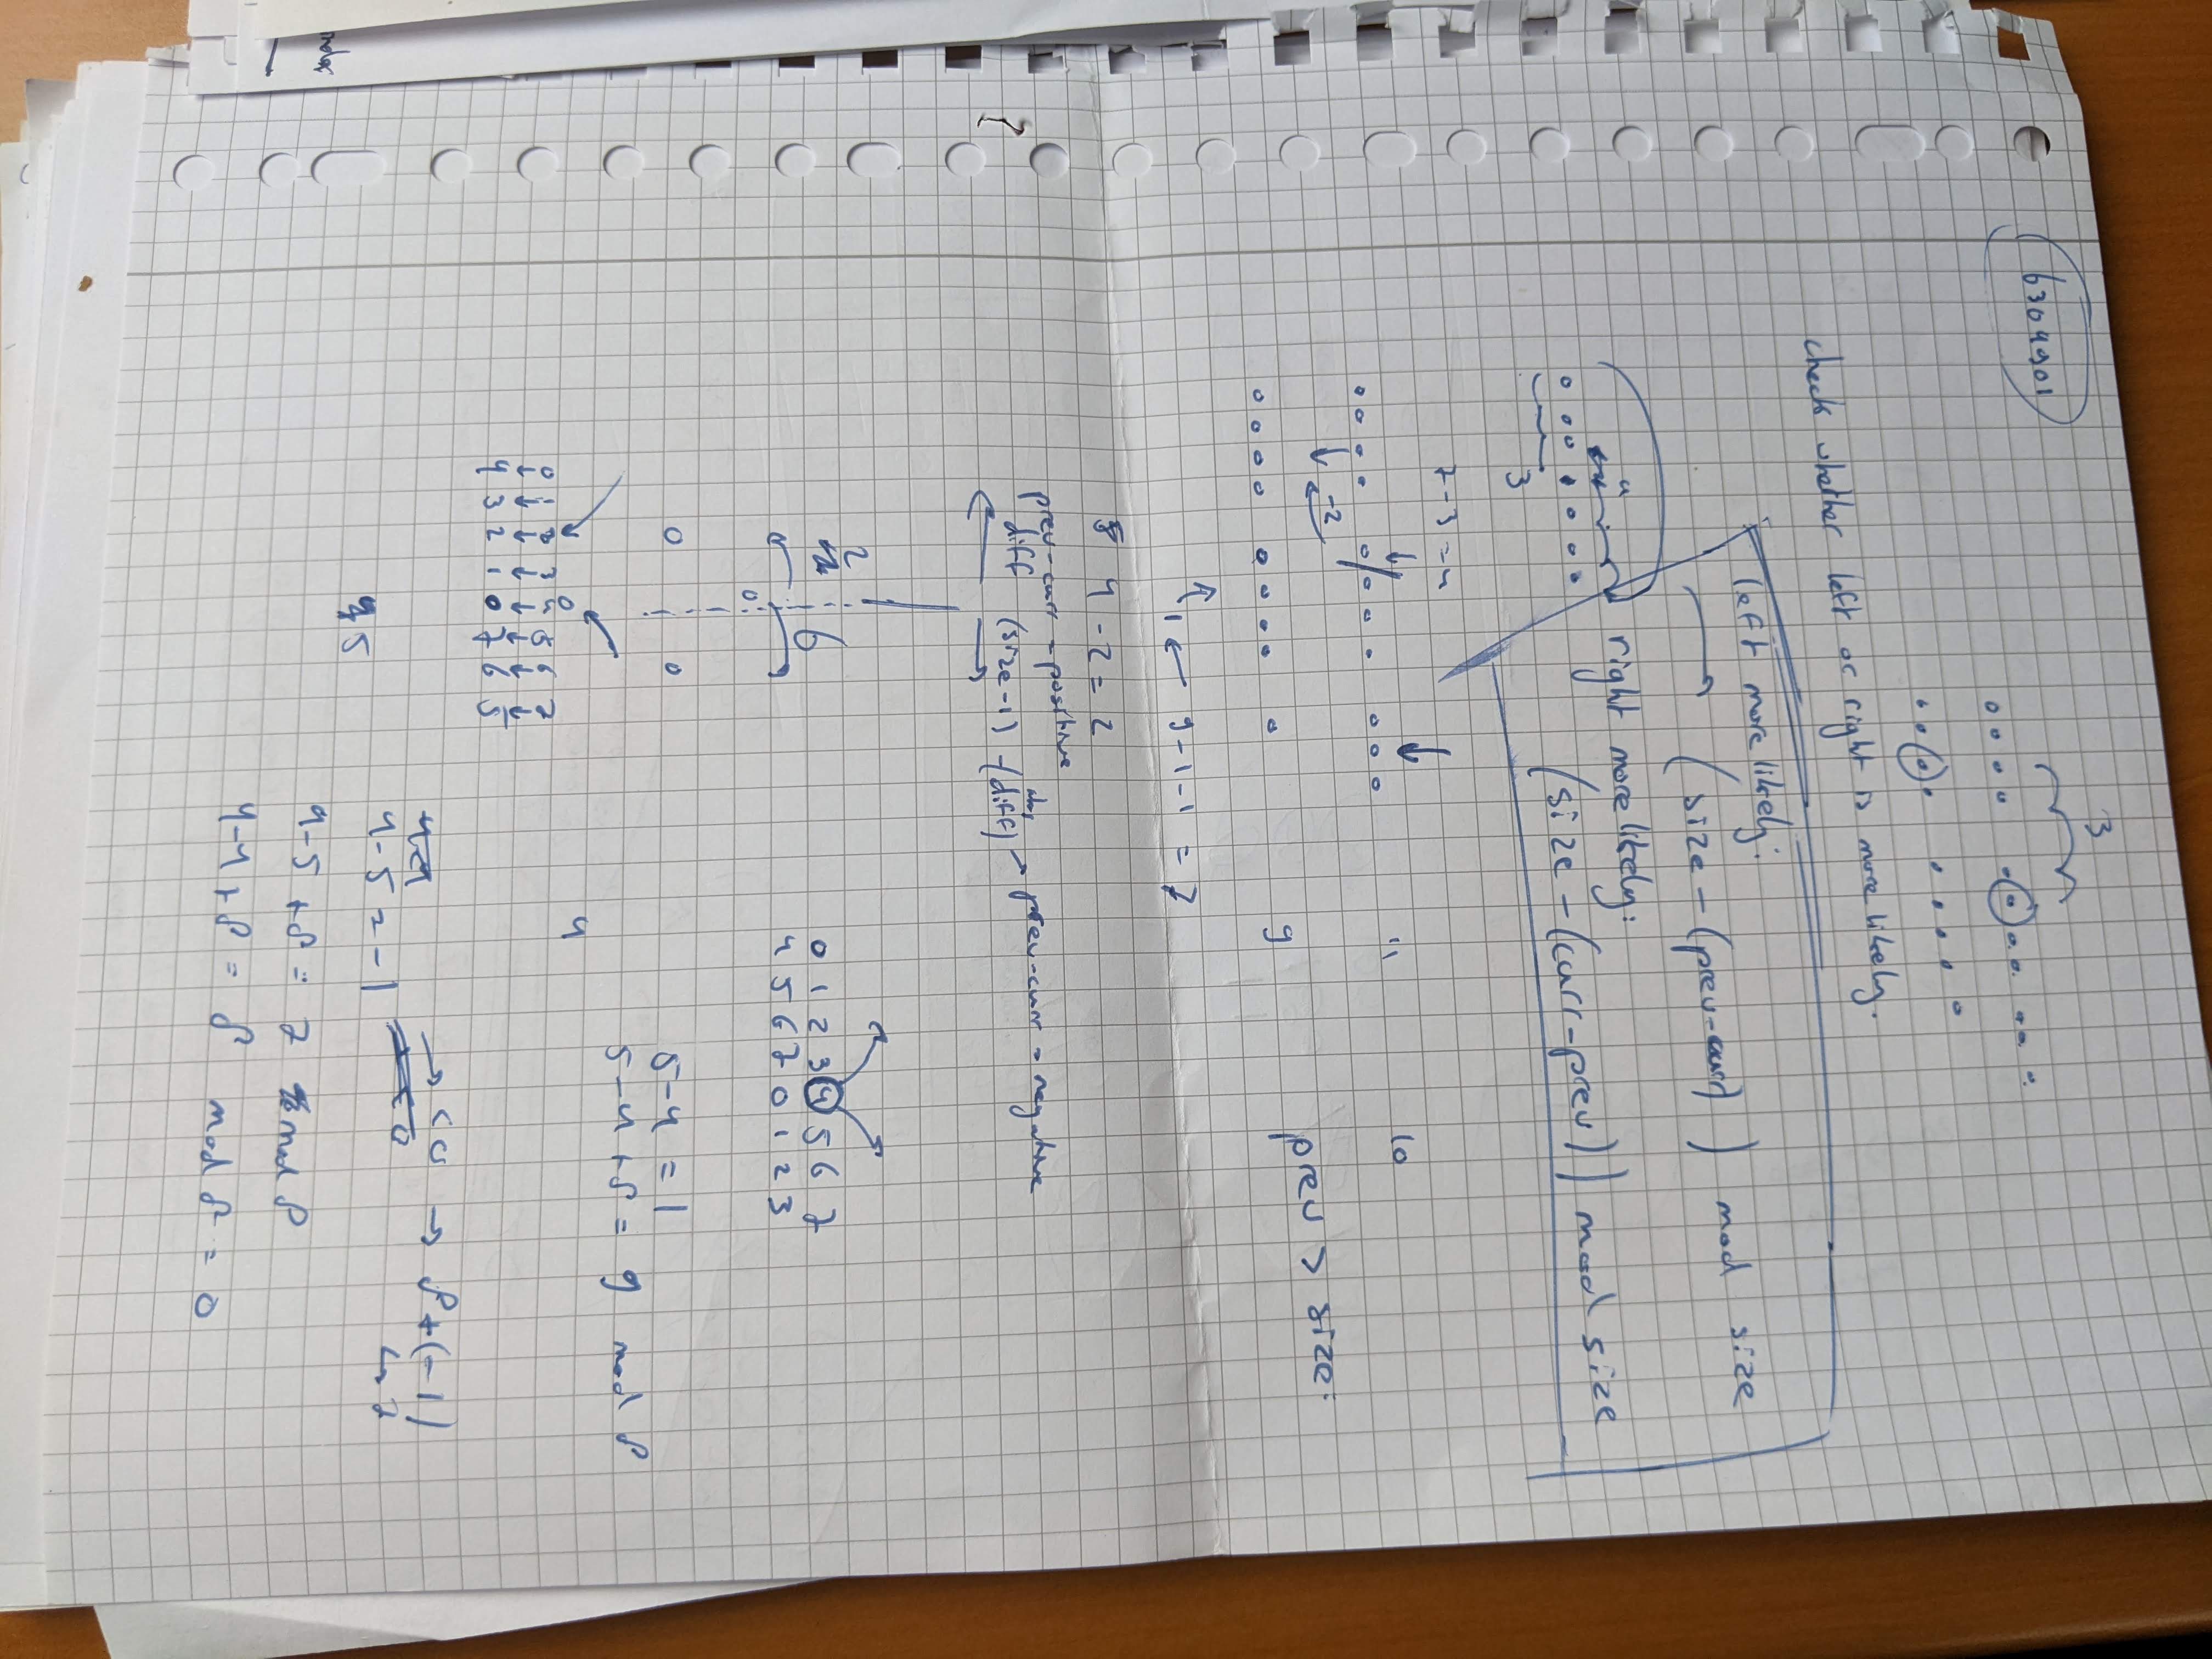 6304901
3
check whether left or right is more likely.
left more likely:
(size - (prev-curr)) mod size
right more likely:
(size - (curr-prev)) mod size
4
3
7-3=4
11
10
-2
9
prev > size:
1 ← 9-1-1 = 7
4-2=2
prev-curr → positive
diff
(size-1) - (diff) → prev-curr → negative
abs
2
6
0 1 2 3 4 5 6 7
4 5 6 7 0 1 2 3
0
0 0
5-4=1
5-4+8= 9 mod 8
4
0
0 1 2 3 4 5 6 7
↓ ↓ ↓ ↓ ↓ ↓ ↓ ↓
4 3 2 1 0 7 6 5
5
4-5=-1 → <0 → 8+(-1)
↳ 7
4-5+8= 7 mod 8
4-4+8= 8 mod 8 = 0